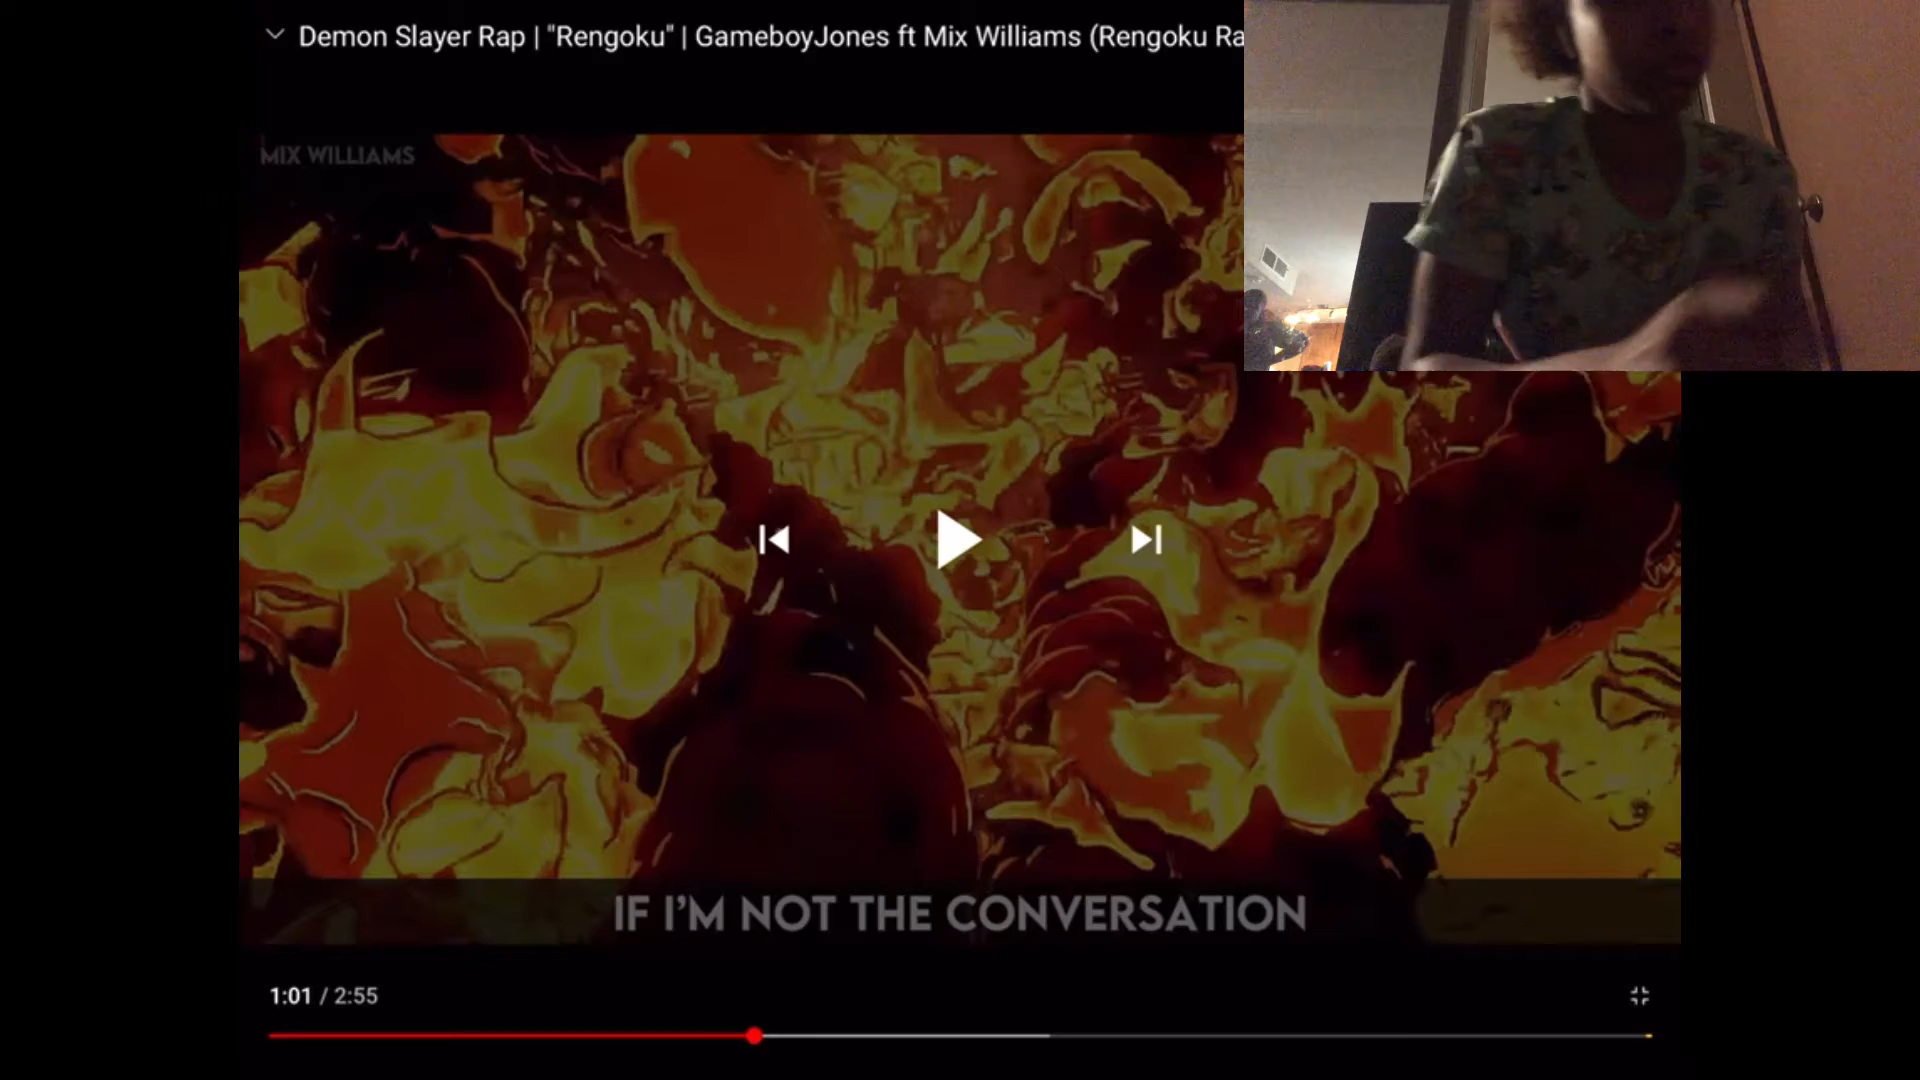 Demon Slayer Rap | "Rengoku" | GameboyJones ft Mix Williams (Rengoku Ra
MIX WILLIAMS
IF I'M NOT THE CONVERSATION
1:01 / 2:55